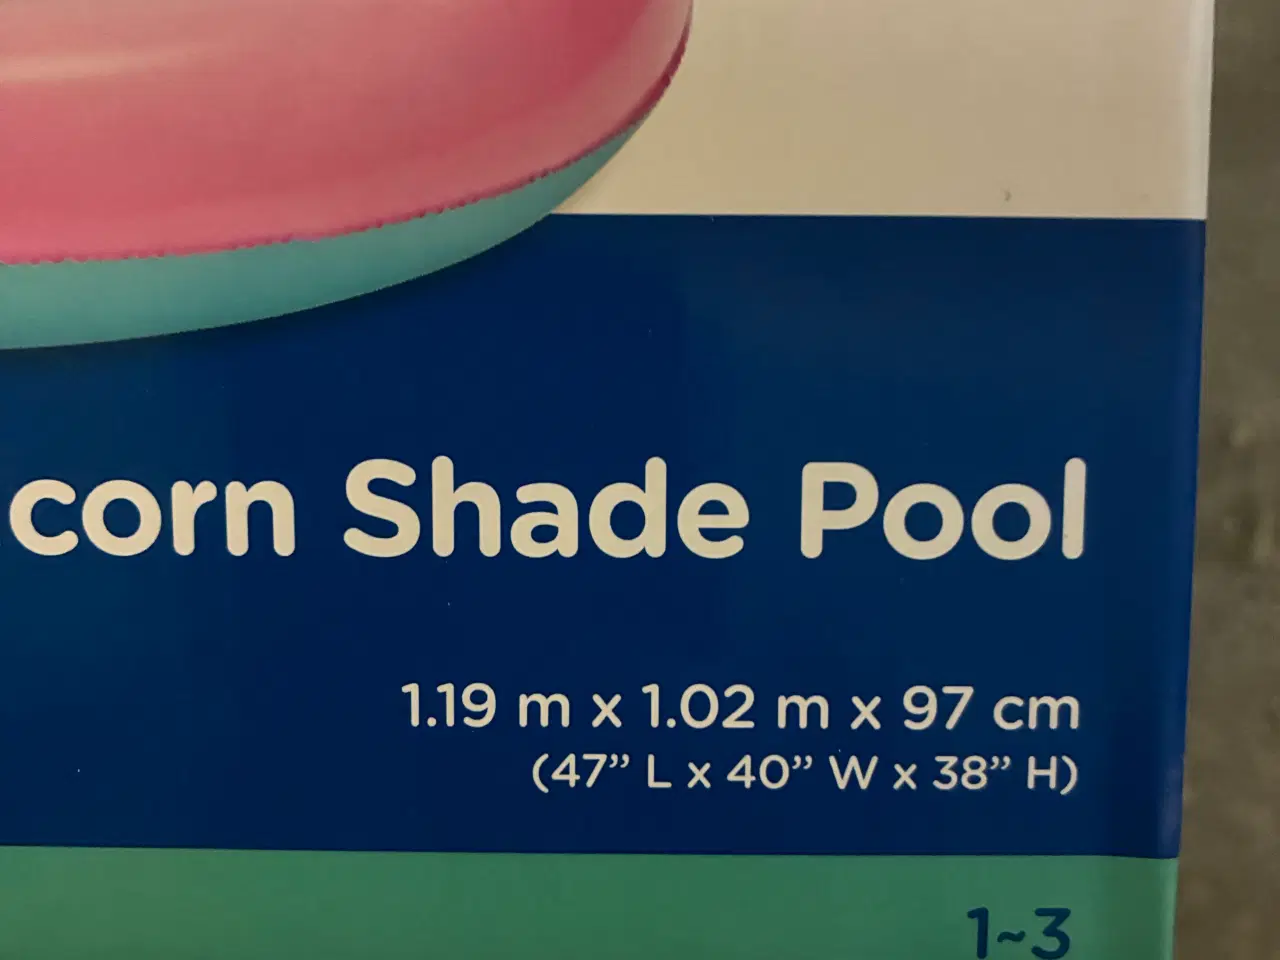 corn Shade Pool
1.19 m x 1.02 m x 97 cm
(47” L x 40” W x 38” H)
1~3